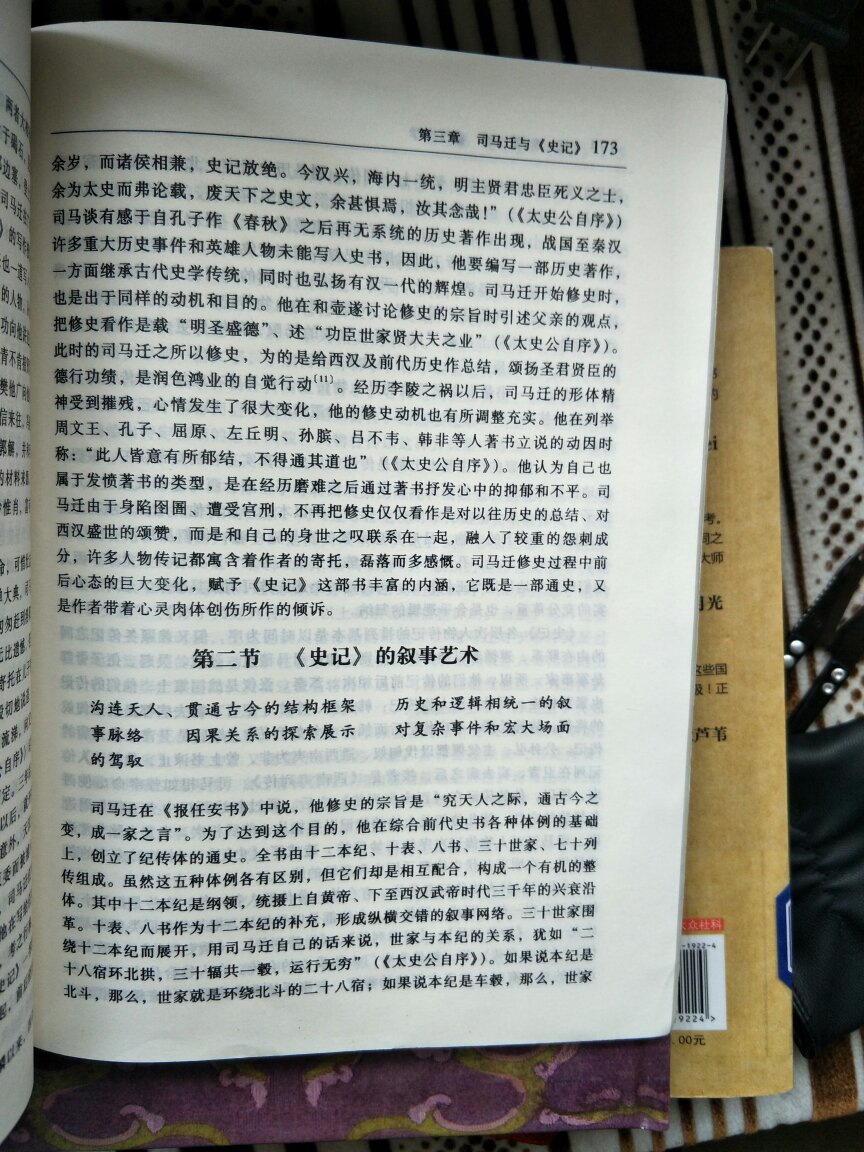 第三章 司马迁与《史记》 173
余岁，而诸侯相兼，史记放绝。今汉兴，海内一统，明主贤君忠臣死义之士，
余为太史而弗论载，废天下之史文，余甚惧焉，汝其念哉!”（《太史公自序》）
司马谈有感于自孔子作《春秋》之后再无系统的历史著作出现，战国至秦汉
许多重大历史事件和英雄人物未能写入史书，因此，他要编写一部历史著作，
一方面继承古代史学传统，同时也弘扬有汉一代的辉煌。司马迁开始修史时，
也是出于同样的动机和目的。他在和壶遂讨论修史的宗旨时引述父亲的观点，
把修史看作是载“明圣盛德”、述“功臣世家贤大夫之业”（《太史公自序》）。
此时的司马迁之所以修史，为的是给西汉及前代历史作总结，颂扬圣君贤臣的
德行功绩，是润色鸿业的自觉行动〔11〕。经历李陵之祸以后，司马迁的形体精
神受到摧残，心情发生了很大变化，他的修史动机也有所调整充实。他在列举
周文王、孔子、屈原、左丘明、孙膑、吕不韦、韩非等人著书立说的动因时
称：“此人皆意有所郁结，不得通其道也”（《太史公自序》）。他认为自己也
属于发愤著书的类型，是在经历磨难之后通过著书抒发心中的抑郁和不平。司
马迁由于身陷囹圄、遭受宫刑，不再把修史仅仅看作是对以往历史的总结、对
西汉盛世的颂赞，而是和自己的身世之叹联系在一起，融入了较重的怨刺成
分，许多人物传记都寓含着作者的寄托，磊落而多感慨。司马迁修史过程中前
后心态的巨大变化，赋予《史记》这部书丰富的内涵，它既是一部通史，又
是作者带着心灵肉体创伤所作的倾诉。
第二节 《史记》的叙事艺术
沟连天人、贯通古今的结构框架 历史和逻辑相统一的叙
事脉络 因果关系的探索展示 对复杂事件和宏大场面
的驾驭
司马迁在《报任安书》中说，他修史的宗旨是“究天人之际，通古今之
变，成一家之言”。为了达到这个目的，他在综合前代史书各种体例的基础
上，创立了纪传体的通史。全书由十二本纪、十表、八书、三十世家、七十列
传组成。虽然这五种体例各有区别，但它们却是相互配合，构成一个有机的整
体。其中十二本纪是纲领，统摄上自黄帝、下至西汉武帝时代三千年的兴衰沿
革。十表、八书作为十二本纪的补充，形成纵横交错的叙事网络。三十世家围
绕十二本纪而展开，用司马迁自己的话来说，世家与本纪的关系，犹如“二
十八宿环北拱，三十辐共一毂，运行无穷”（《太史公自序》）。如果说本纪是
北斗，那么，世家就是环绕北斗的二十八宿；如果说本纪是车毂，那么，世家
月光
这些国
级！正
芦苇
大众社科
-1922-4
9224>
.00元